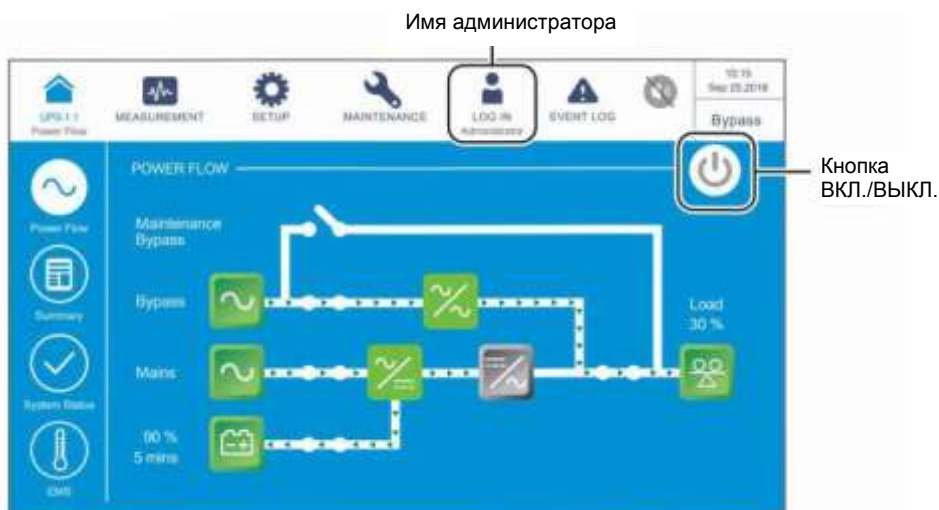 Имя администратора
10:15
Sep 25,2018
UPS-1.1
Power Flow
MEASUREMENT
SETUP
MAINTENANCE
LOG IN
Administrator
EVENT LOG
Bypass
POWER FLOW
Кнопка
ВКЛ./ВЫКЛ.
Power Flow
Maintenance
Bypass
Summary
Bypass
Load
30 %
Mains
System Status
90 %
5 mins
EMS